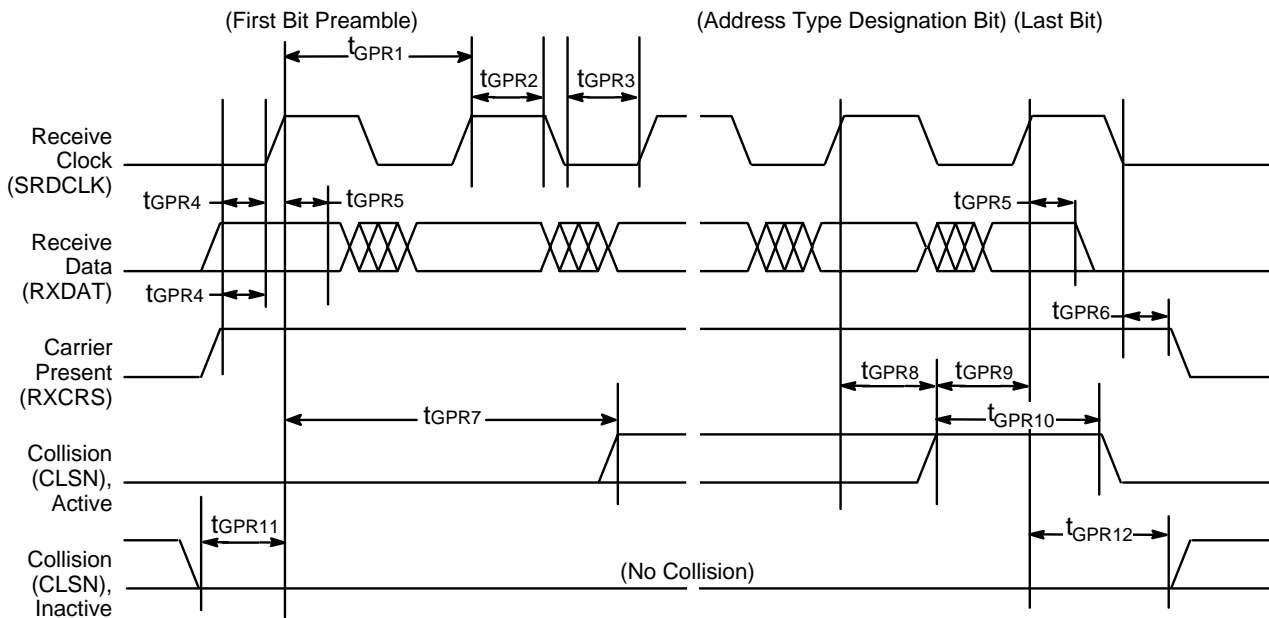 (First Bit Preamble)
(Address Type Designation Bit) (Last Bit)
tGPR1
tGPR2
tGPR3
Receive
Clock
(SRDCLK)
tGPR4
tGPR5
tGPR5
Receive
Data
(RXDAT)
tGPR4
tGPR6
Carrier
Present
(RXCRS)
tGPR8
tGPR9
tGPR7
tGPR10
Collision
(CLSN),
Active
tGPR11
tGPR12
Collision
(CLSN),
Inactive
(No Collision)